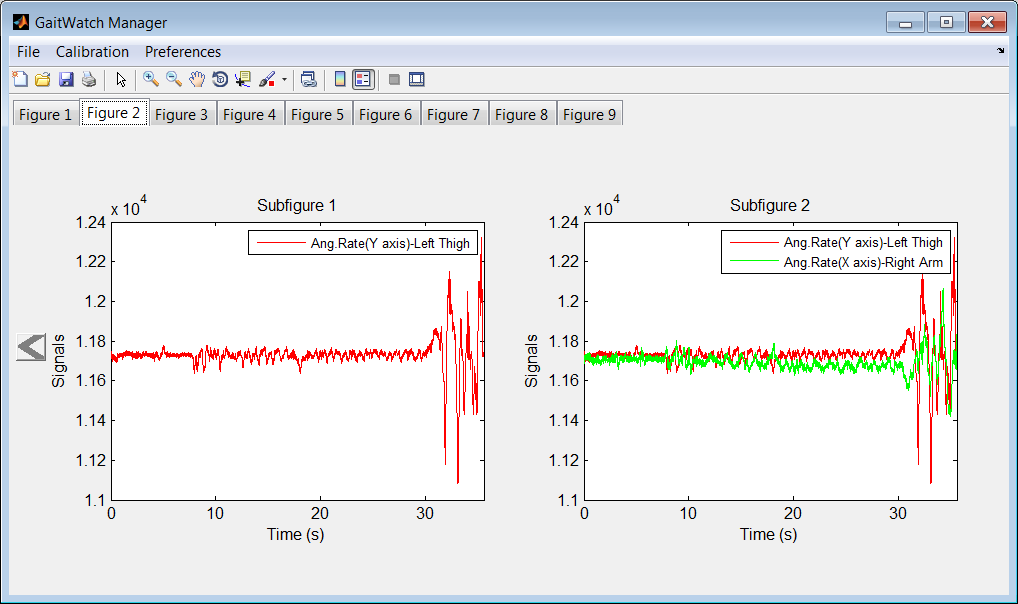 GaitWatch Manager
File Calibration Preferences
Figure 1 Figure 2 Figure 3 Figure 4 Figure 5 Figure 6 Figure 7 Figure 8 Figure 9
Subfigure 1
x 10^4
1.24
1.22
1.2
1.18
1.16
1.14
1.12
1.1
Signals
Ang.Rate(Y axis)-Left Thigh
0 10 20 30
Time (s)
Subfigure 2
x 10^4
1.24
1.22
1.2
1.18
1.16
1.14
1.12
1.1
Signals
Ang.Rate(Y axis)-Left Thigh
Ang.Rate(X axis)-Right Arm
0 10 20 30
Time (s)